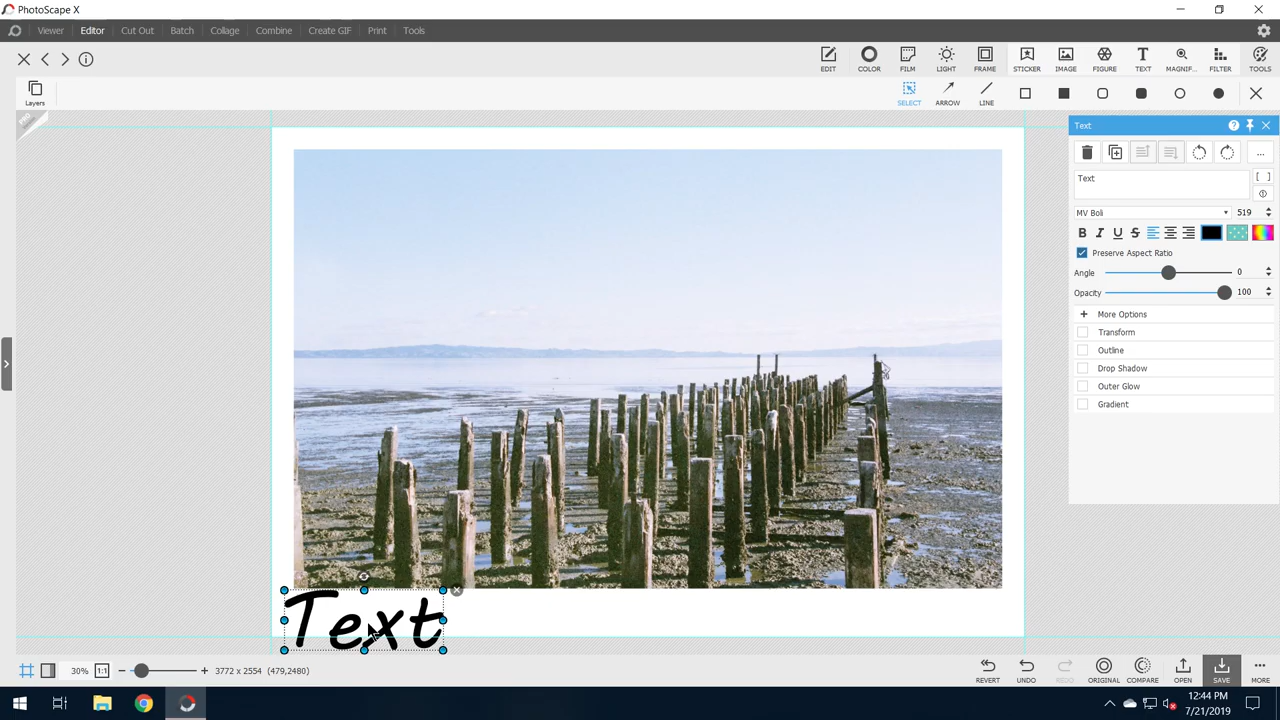 PhotoScape X
Viewer Editor Cut Out Batch Collage Combine Create GIF Print Tools
EDIT COLOR FILM LIGHT FRAME STICKER IMAGE FIGURE TEXT MAGNIF... FILTER TOOLS
Layers SELECT ARROW LINE
PRO
Text
...
Text
[ ]
MV Boli 519
B I U S
Preserve Aspect Ratio
Angle 0
Opacity 100
+ More Options
Transform
Outline
Drop Shadow
Outer Glow
Gradient
Text
30% 1:1 - + 3772 x 2554 (479,2480)
REVERT UNDO REDO ORIGINAL COMPARE OPEN SAVE MORE
12:44 PM
7/21/2019